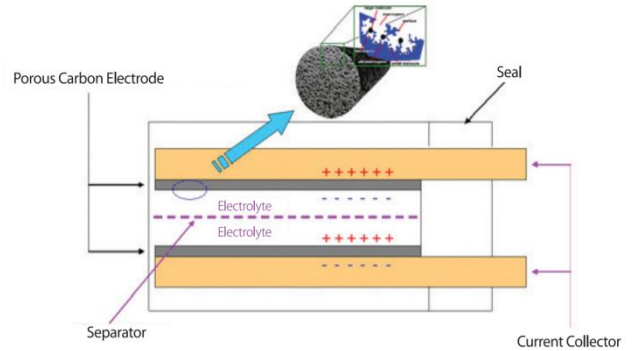 Porous Carbon Electrode
Seal
++++++
- - - - - -
Electrolyte
Electrolyte
++++++
- - - - - -
Separator
Current Collector